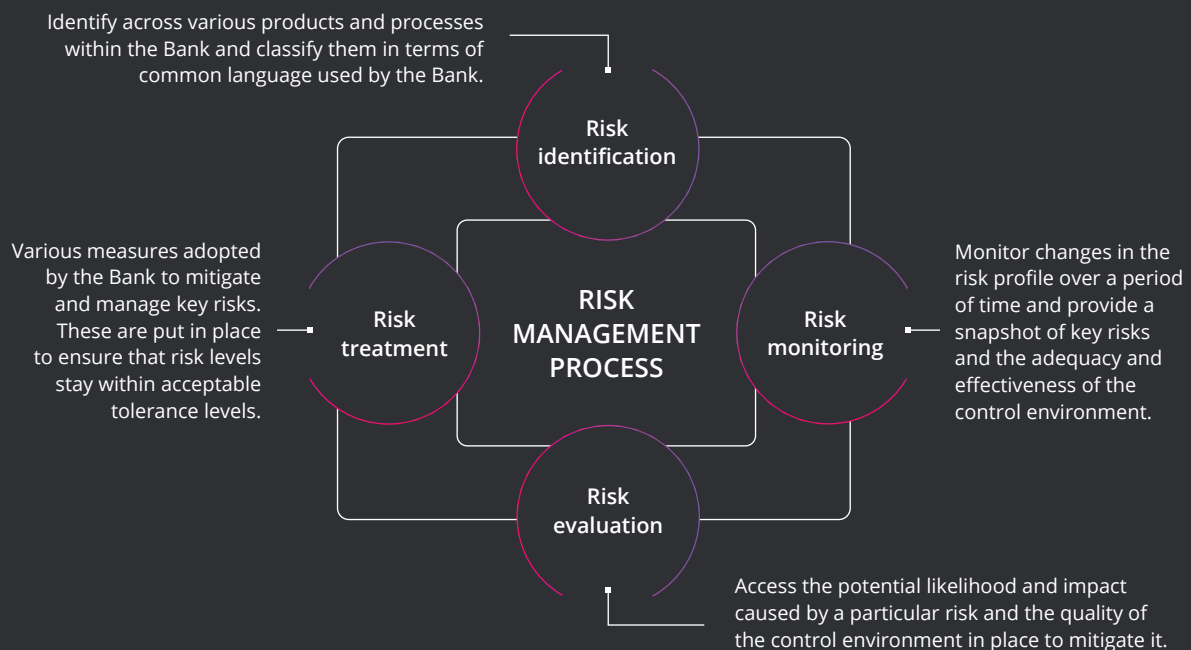 Identify across various products and processes
within the Bank and classify them in terms of
common language used by the Bank.
Risk
identification
Various measures adopted
by the Bank to mitigate
and manage key risks.
These are put in place
to ensure that risk levels
stay within acceptable
tolerance levels.
Risk
treatment
RISK
MANAGEMENT
PROCESS
Risk
monitoring
Monitor changes in the
risk profile over a period
of time and provide a
snapshot of key risks
and the adequacy and
effectiveness of the
control environment.
Risk
evaluation
Access the potential likelihood and impact
caused by a particular risk and the quality of
the control environment in place to mitigate it.